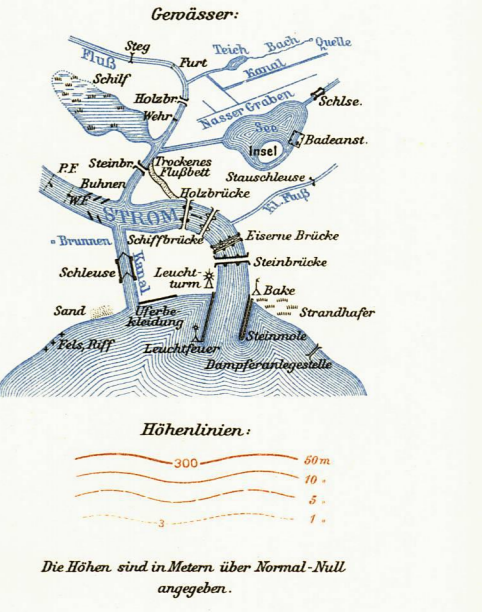 Gewässer:
Steg
Fluß
Furt
Teich
Bach
Quelle
Kanal
Schilf
Holzbr.
Wehr
Nasser Graben
Schlse.
See
Insel
Badeanst.
Steinbr.
Trockenes
Flußbett
P.F.
Buhnen
W.F.
Stauschleuse
Holzbrücke
Kl. Fluß
STROM
Brunnen
Schiffbrücke
Eiserne Brücke
Schleuse
Kanal
Leucht-
turm
Steinbrücke
Bake
Sand
Uferbe-
kleidung
Strandhafer
Fels, Riff
Leuchtfeuer
Steinmole
Dampferanlegestelle
Höhenlinien:
300
50 m
10 "
5 "
3
1 "
Die Höhen sind in Metern über Normal-Null
angegeben.